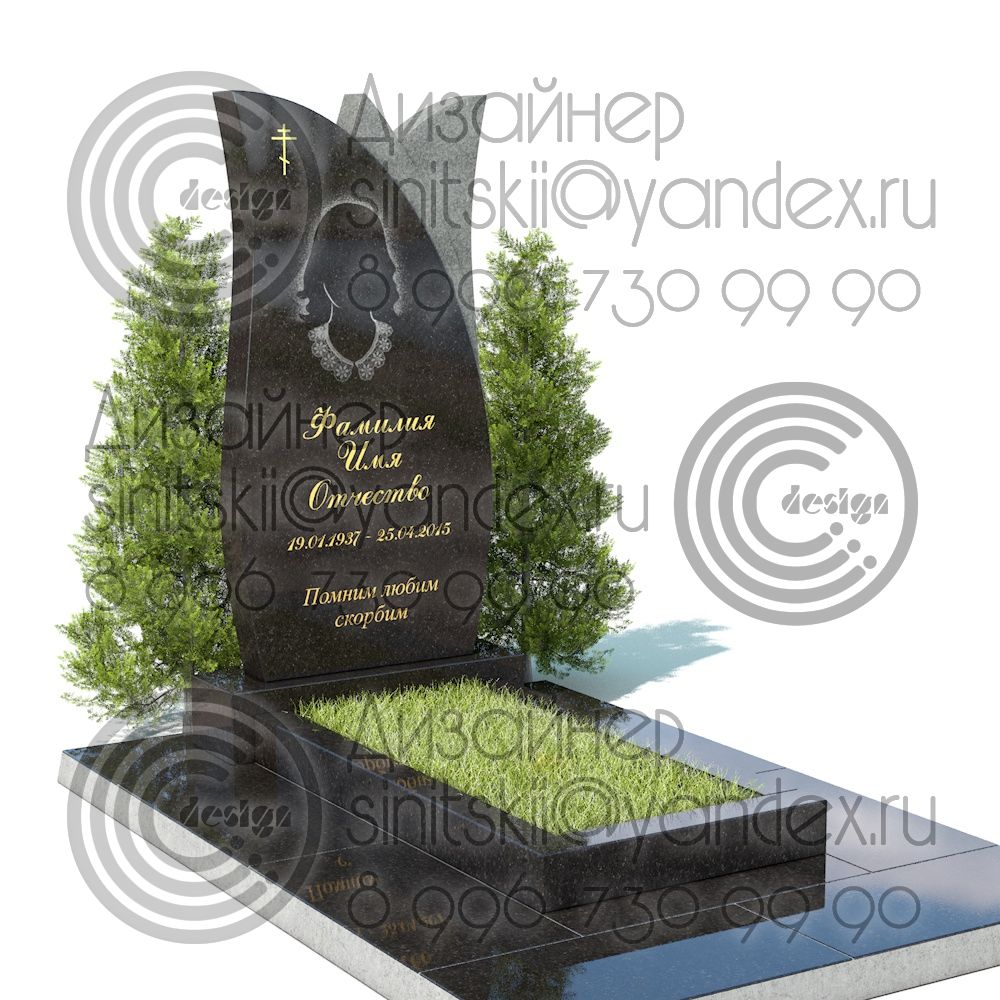 Дизайнер
sinitskii@yandex.ru
8 996 730 99 90
design
Фамилия
Имя
Отчество
19.01.1937 - 25.04.2015
Помним любим
скорбим
Дизайнер
sinitskii@yandex.ru
8 996 730 99 90
design
Дизайнер
sinitskii@yandex.ru
8 996 730 99 90
design